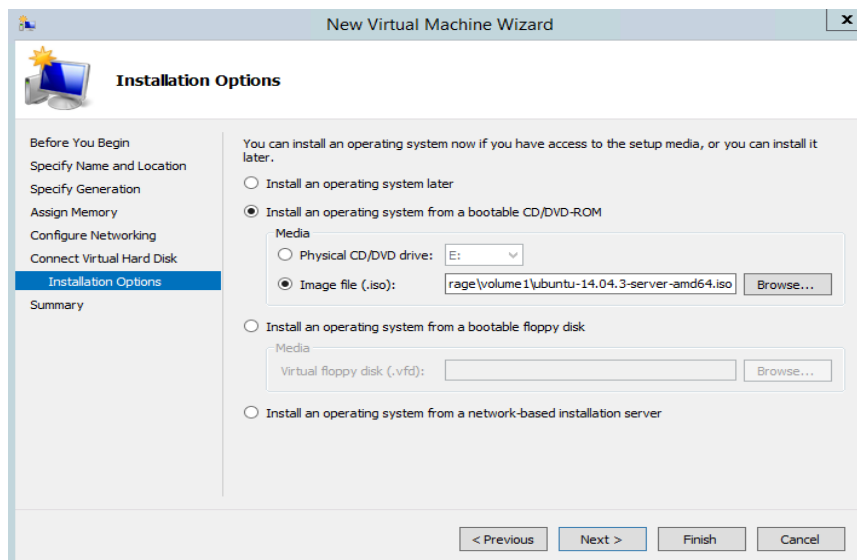 New Virtual Machine Wizard
x
Installation Options
Before You Begin
Specify Name and Location
Specify Generation
Assign Memory
Configure Networking
Connect Virtual Hard Disk
Installation Options
Summary
You can install an operating system now if you have access to the setup media, or you can install it
later.
Install an operating system later
Install an operating system from a bootable CD/DVD-ROM
Media
Physical CD/DVD drive: E:
Image file (.iso): rage\volume1\ubuntu-14.04.3-server-amd64.iso Browse...
Install an operating system from a bootable floppy disk
Media
Virtual floppy disk (.vfd): Browse...
Install an operating system from a network-based installation server
< Previous Next > Finish Cancel